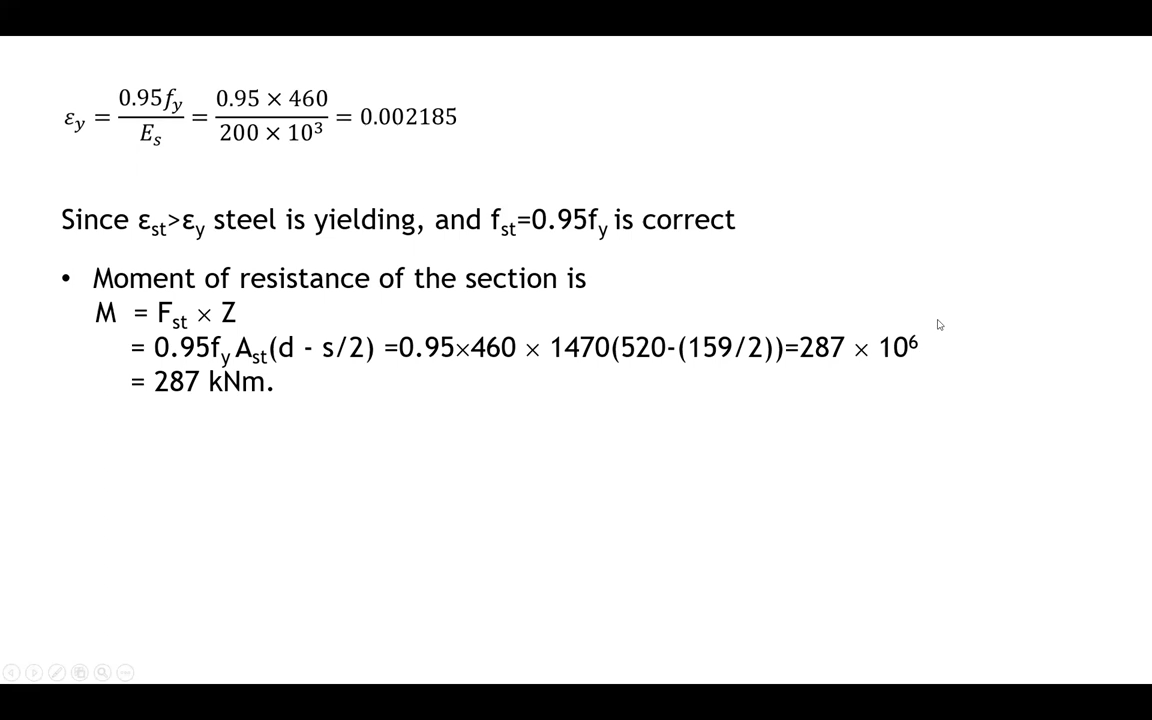 εy = 0.95fy / Es = 0.95 × 460 / 200 × 10³ = 0.002185
Since εst>εy steel is yielding, and fst=0.95fy is correct
• Moment of resistance of the section is
M = Fst × Z
= 0.95fy Ast(d - s/2) =0.95×460 × 1470(520-(159/2))=287 × 10⁶
= 287 kNm.